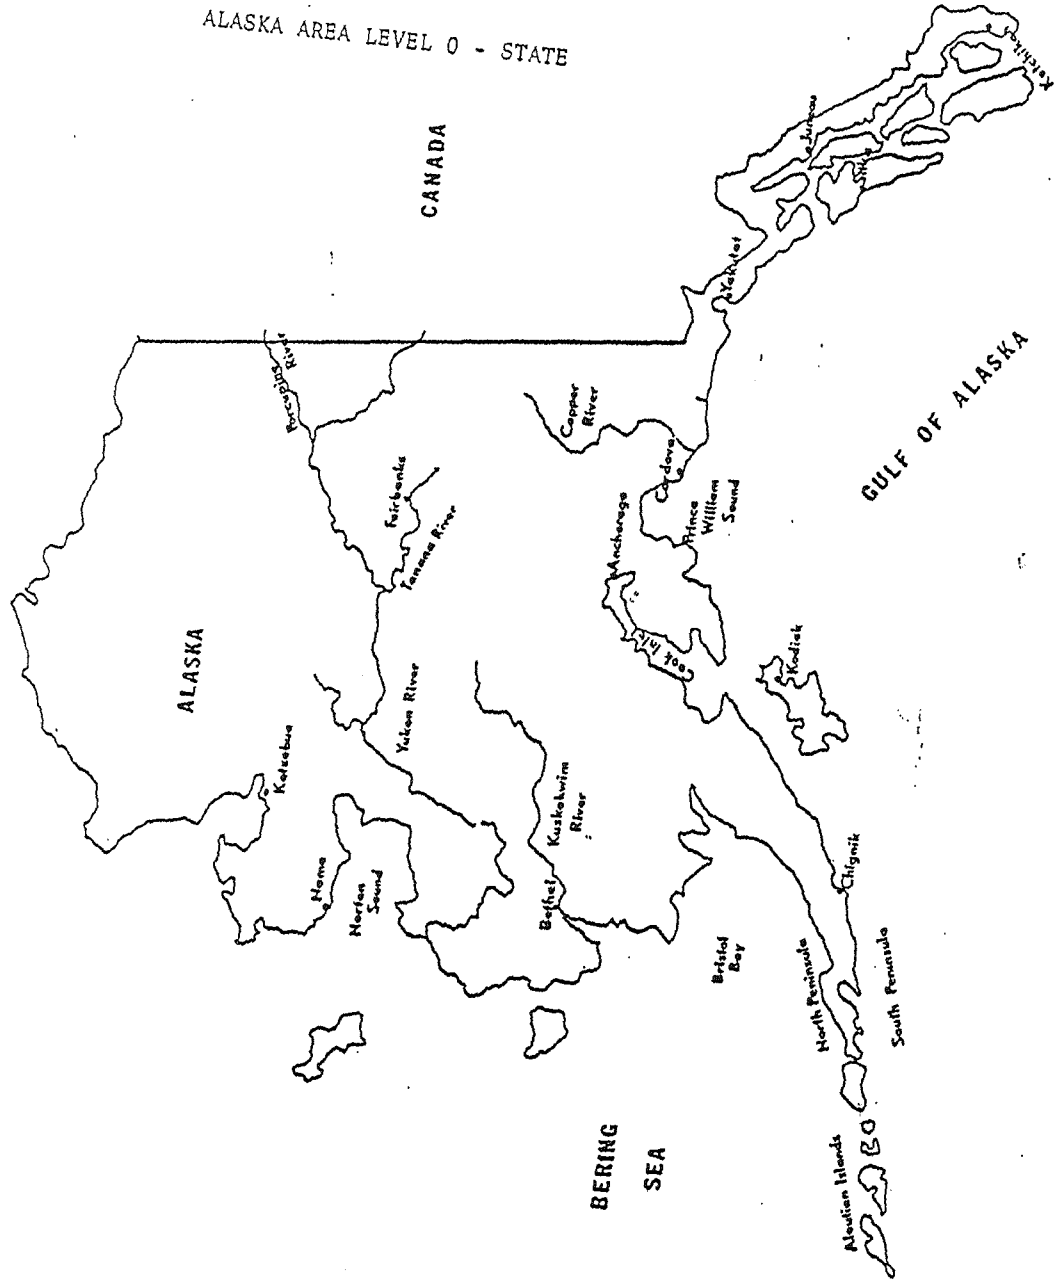 ALASKA AREA LEVEL 0 - STATE
CANADA
ALASKA
Porcupine
River
Fairbanks
Tanana River
Yukon River
Kotzebue
Nome
Norton
Sound
Kuskokwim
River
Bethel
Bristol
Bay
BERING
SEA
Copper
River
Cordova
Prince
William
Sound
Anchorage
Cook Inlet
Kodiak
Chignik
North Peninsula
South Peninsula
Aleutian Islands
GULF OF ALASKA
Yakutat
Juneau
Sitka
Ketchikan